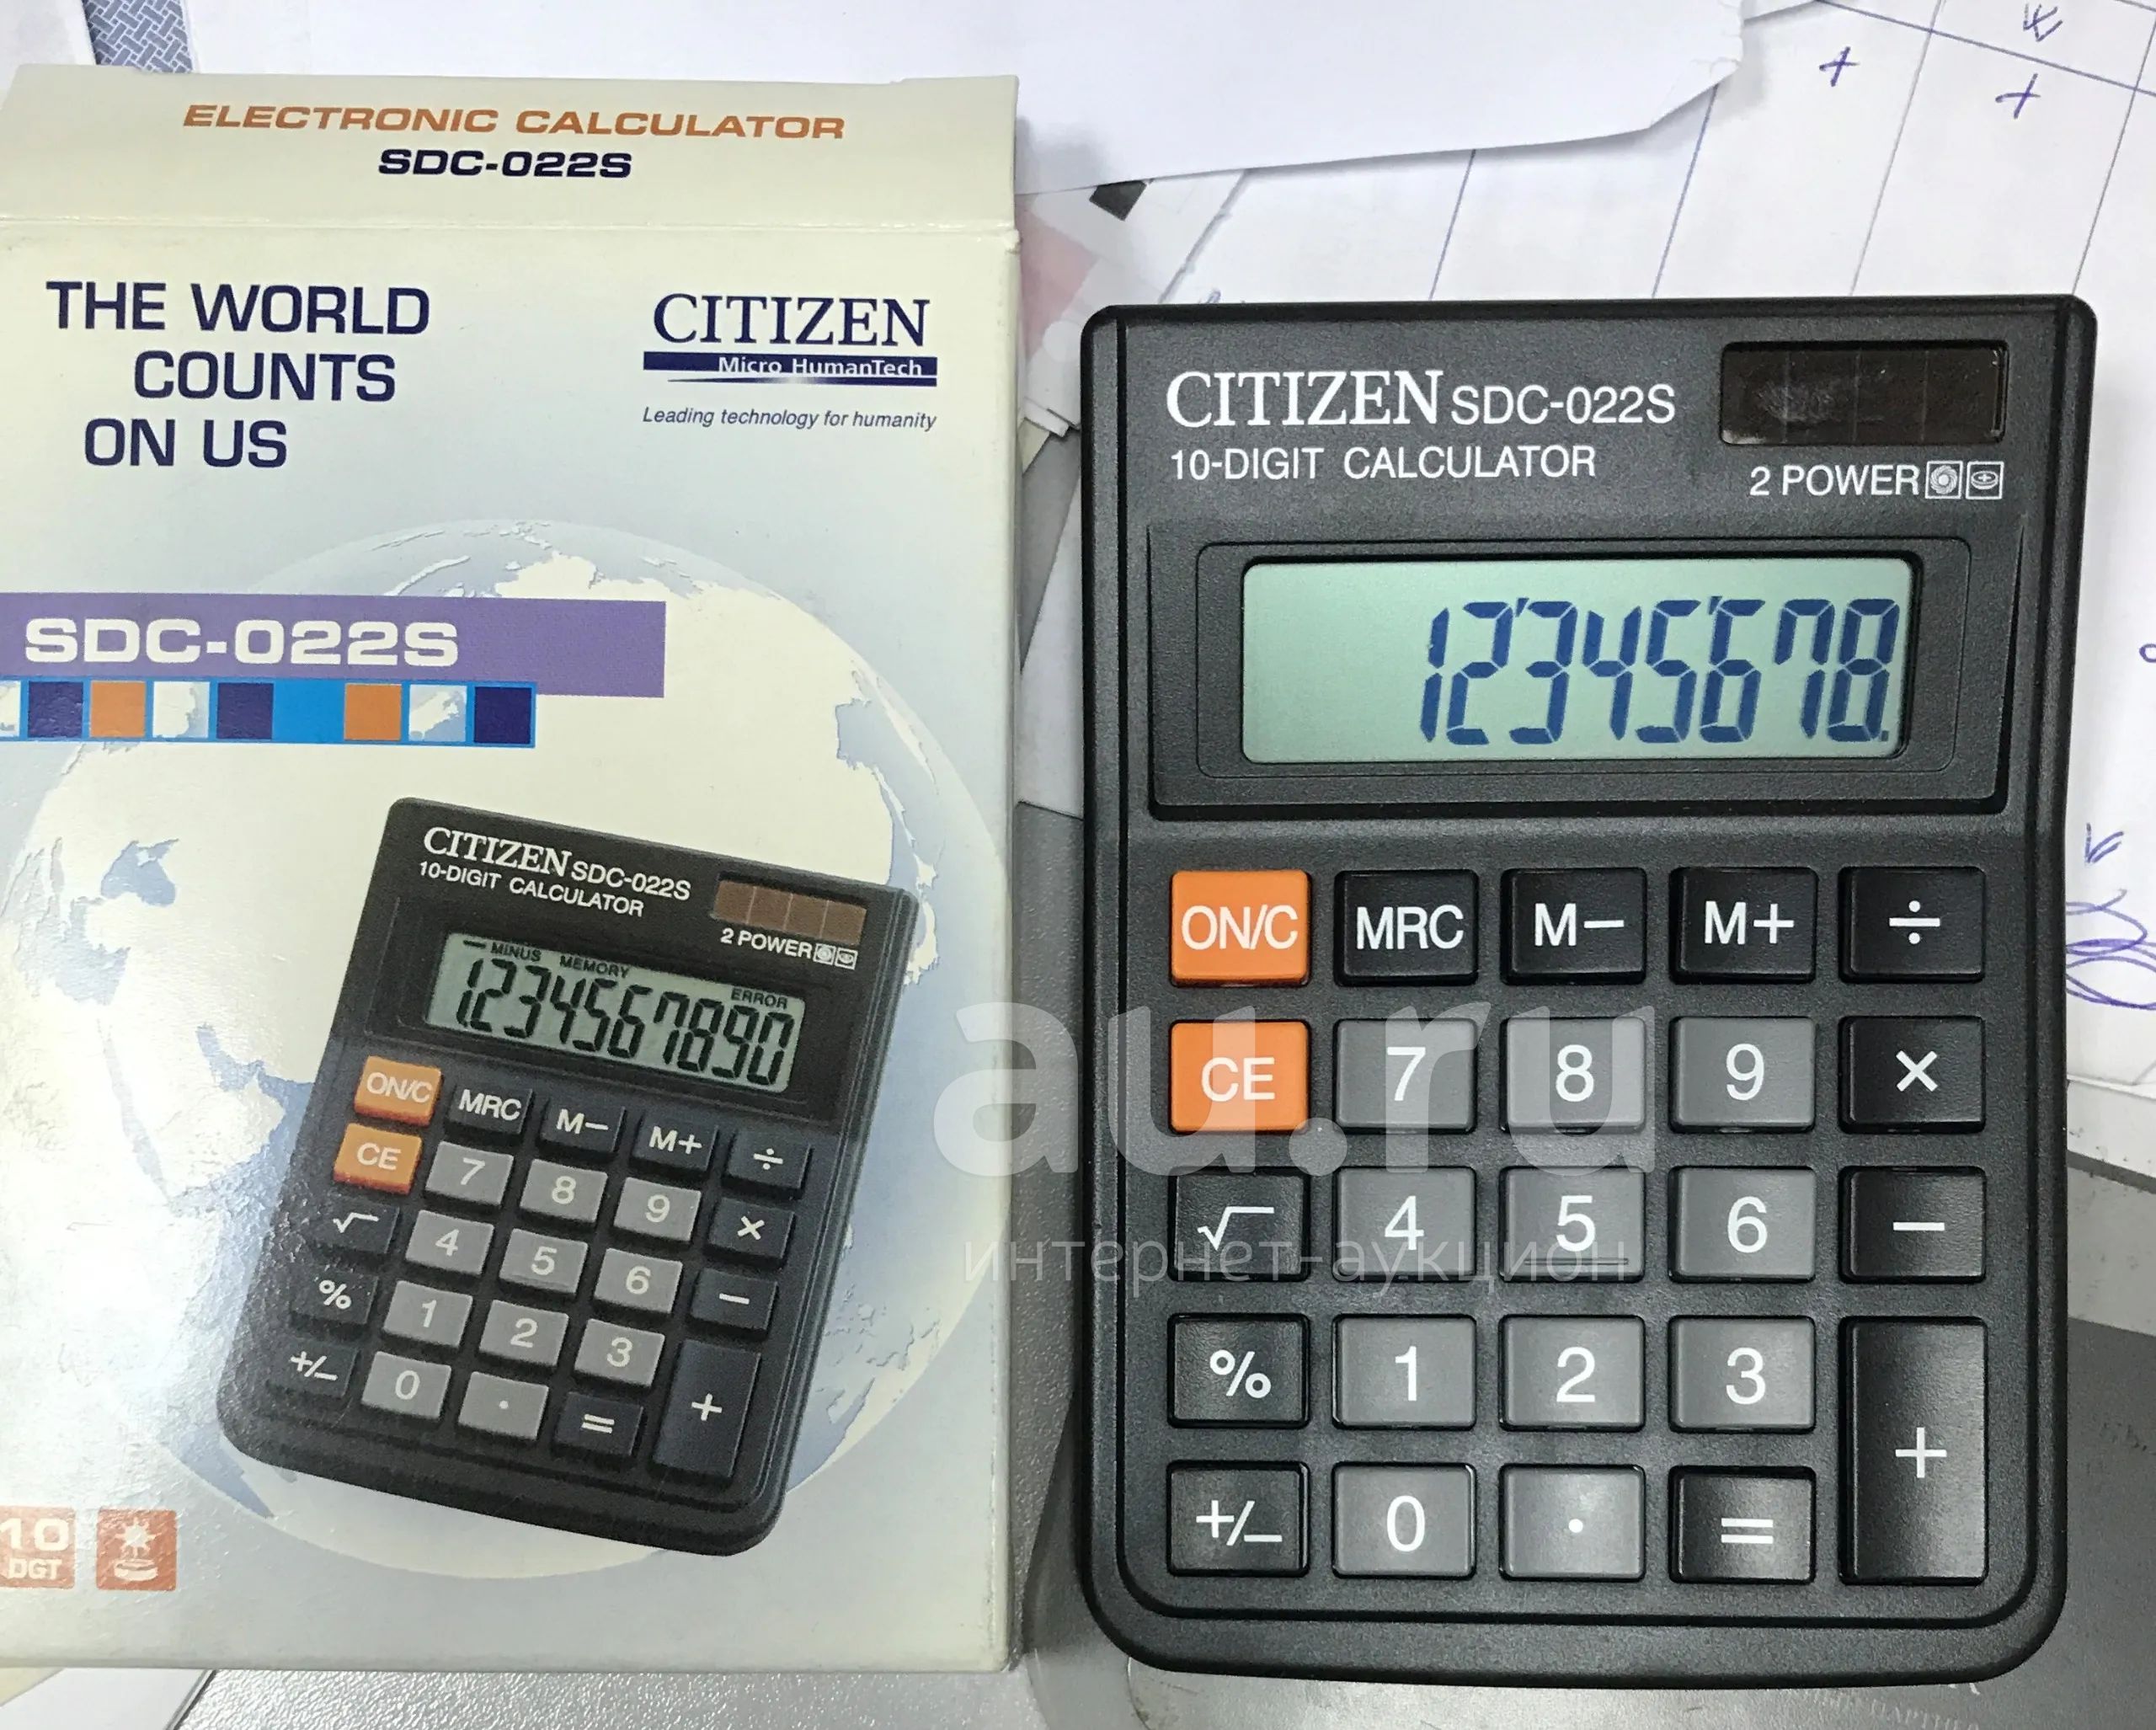 ELECTRONIC CALCULATOR
SDC-022S
THE WORLD
COUNTS
ON US
CITIZEN
Micro HumanTech
Leading technology for humanity
SDC-022S
CITIZEN SDC-022S
10-DIGIT CALCULATOR
2 POWER
MINUS MEMORY
ERROR
1234567890
ON/C MRC M− M+ ÷
CE 7 8 9 ×
√ 4 5 6 −
% 1 2 3
+/− 0 · = +
10
DGT
CITIZEN SDC-022S
10-DIGIT CALCULATOR
2 POWER
12'345'678.
ON/C MRC M− M+ ÷
CE 7 8 9 ×
√ 4 5 6 −
% 1 2 3
+/− 0 · = +
au.ru
интернет-аукцион